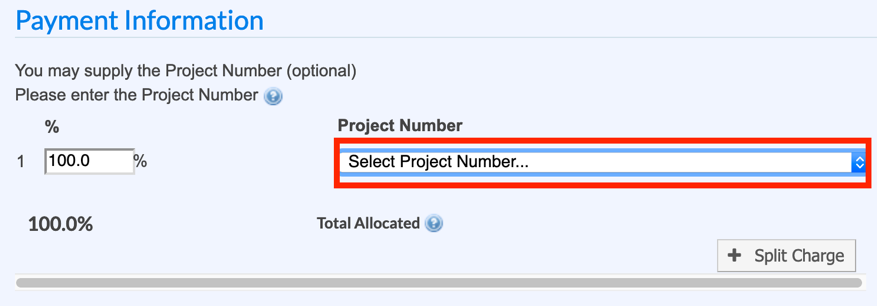 Payment Information
You may supply the Project Number (optional)
Please enter the Project Number ?
% Project Number
1 100.0 % Select Project Number...
100.0% Total Allocated ?
+ Split Charge